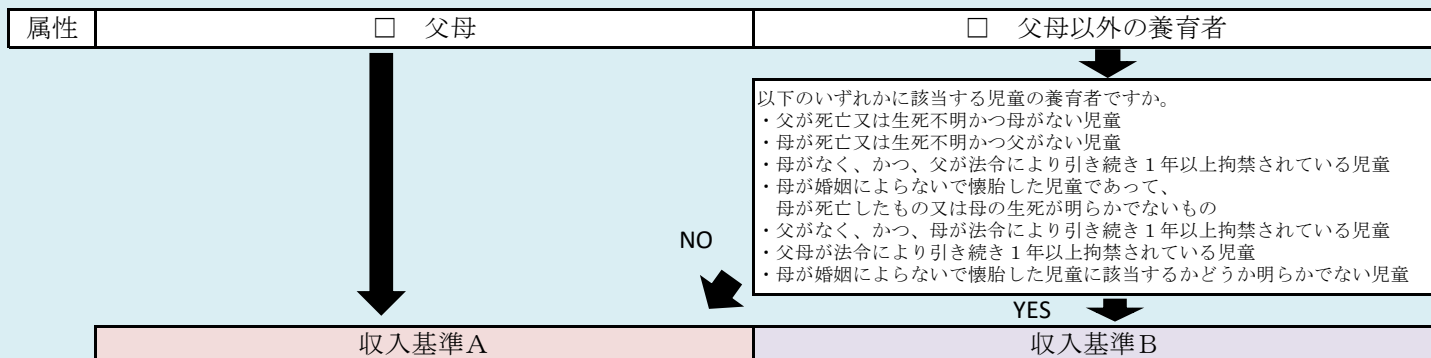 属性 □ 父母 □ 父母以外の養育者
以下のいずれかに該当する児童の養育者ですか。
・父が死亡又は生死不明かつ母がない児童
・母が死亡又は生死不明かつ父がない児童
・母がなく、かつ、父が法令により引き続き１年以上拘禁されている児童
・母が婚姻によらないで懐胎した児童であって、
母が死亡したもの又は母の生死が明らかでないもの
・父がなく、かつ、母が法令により引き続き１年以上拘禁されている児童
・父母が法令により引き続き１年以上拘禁されている児童
・母が婚姻によらないで懐胎した児童に該当するかどうか明らかでない児童
NO
YES
収入基準A 収入基準B